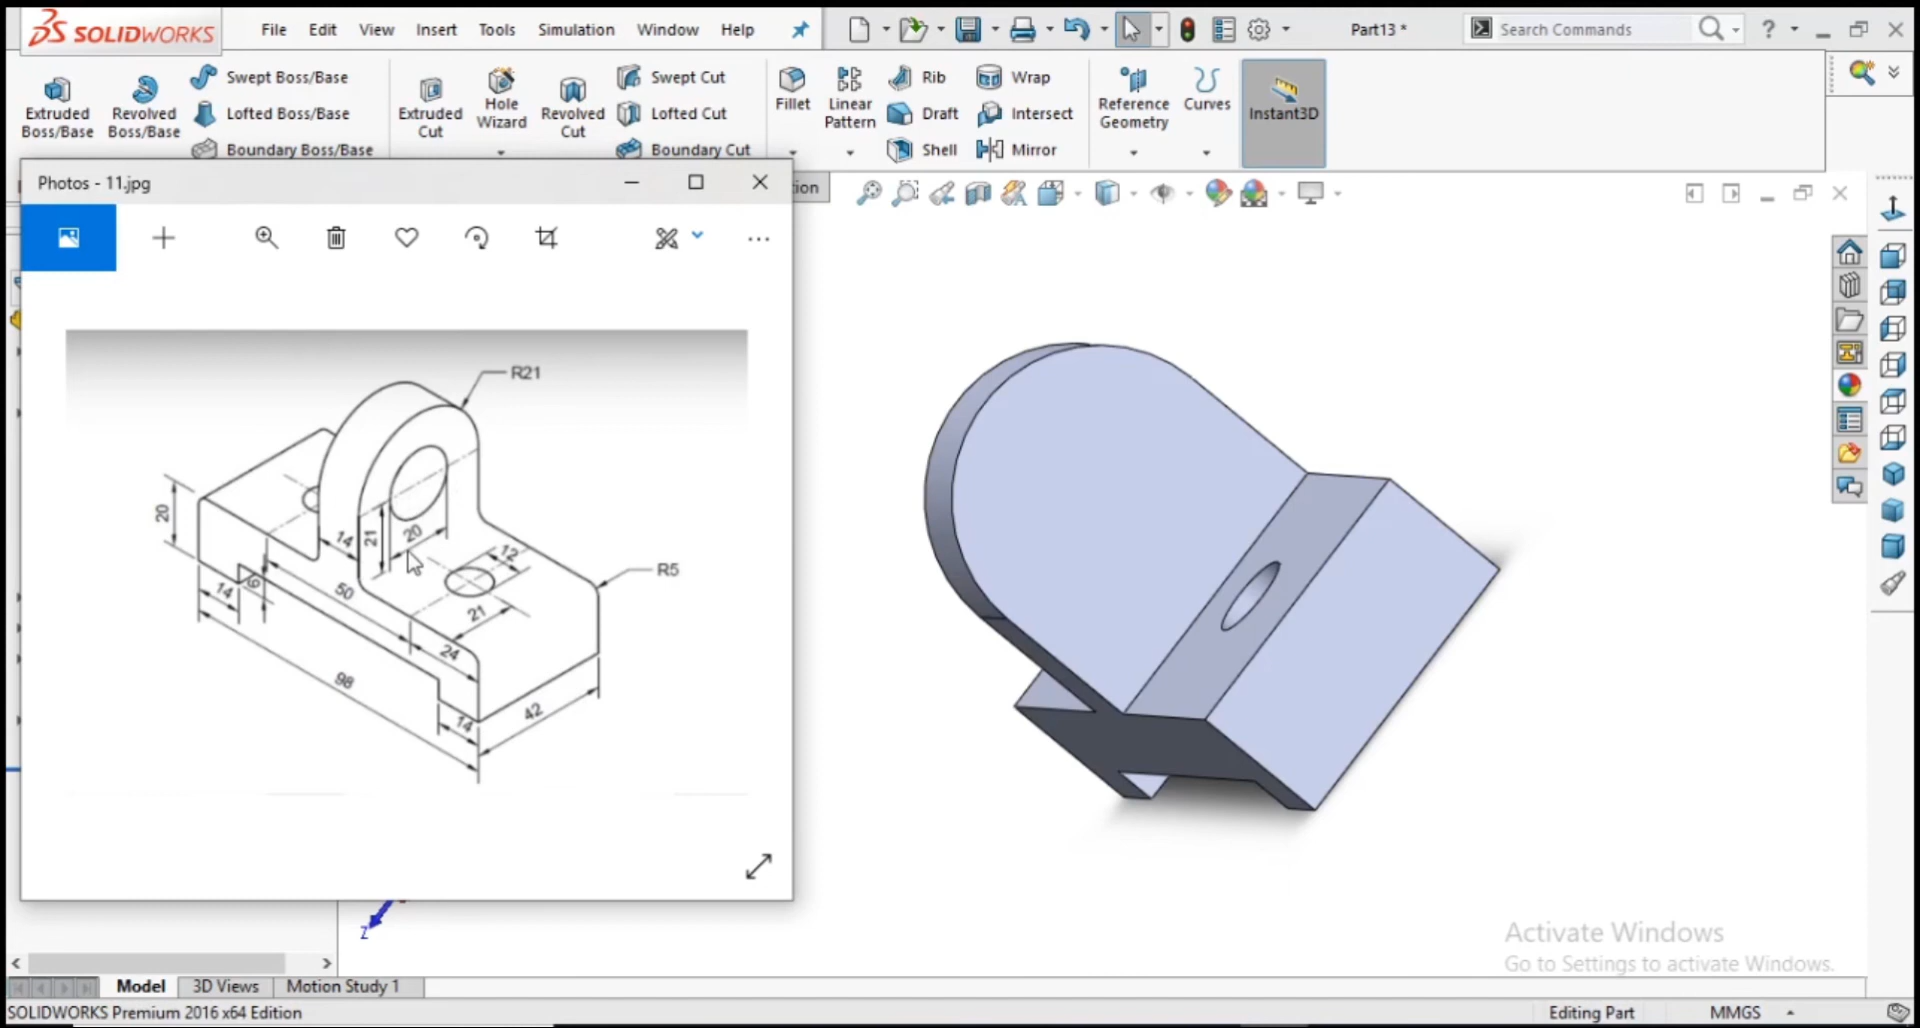 SOLIDWORKS File Edit View Insert Tools Simulation Window Help Part13 * Search Commands ?
Extruded Boss/Base
Revolved Boss/Base
Swept Boss/Base
Lofted Boss/Base
Boundary Boss/Base
Extruded Cut
Hole Wizard
Revolved Cut
Swept Cut
Lofted Cut
Boundary Cut
Fillet
Linear Pattern
Rib
Draft
Shell
Wrap
Intersect
Mirror
Reference Geometry
Curves
Instant3D
Photos - 11.jpg
R21
20
14
21
20
12
R5
14
6
50
21
24
98
14
42
Z
Activate Windows
Go to Settings to activate Windows.
Model 3D Views Motion Study 1
SOLIDWORKS Premium 2016 x64 Edition Editing Part MMGS